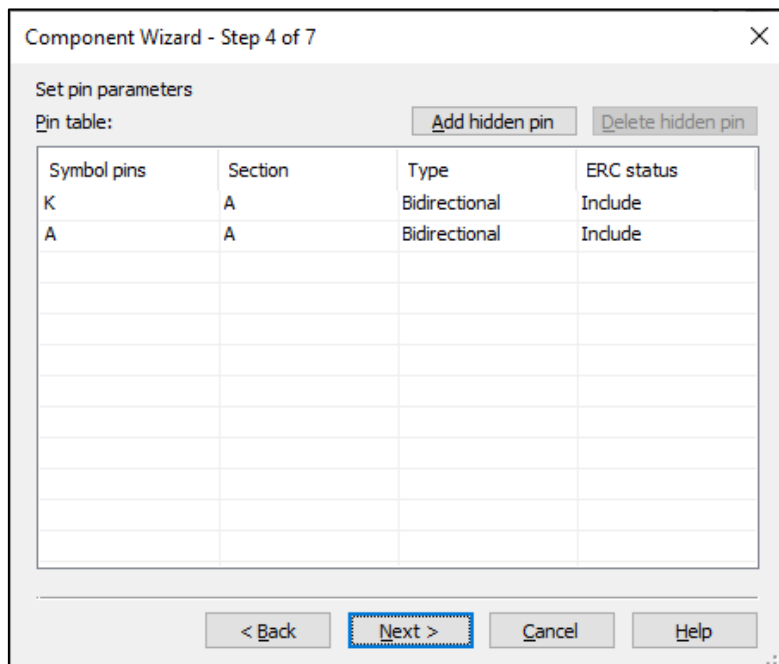 Component Wizard - Step 4 of 7
Set pin parameters
Pin table: Add hidden pin Delete hidden pin
Symbol pins Section Type ERC status
K A Bidirectional Include
A A Bidirectional Include
< Back Next > Cancel Help